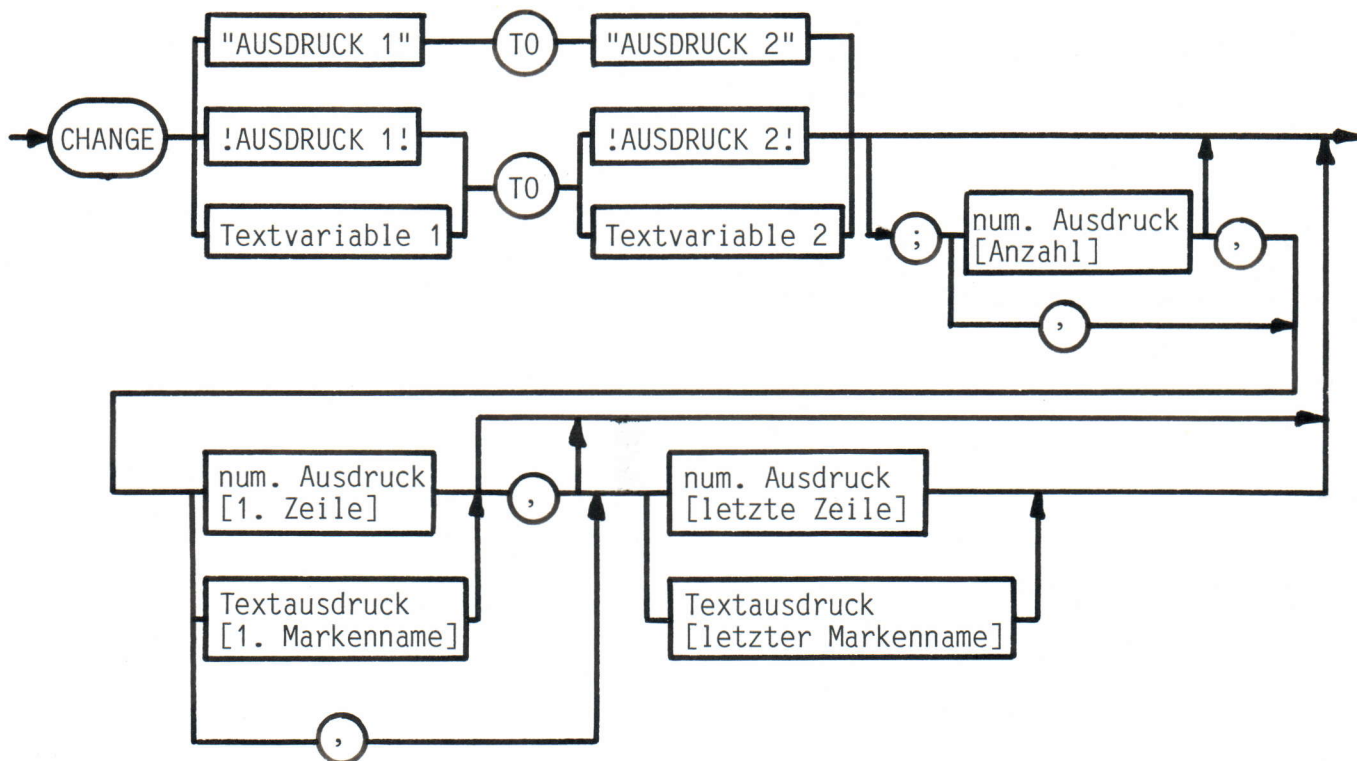 "AUSDRUCK 1" TO "AUSDRUCK 2"
CHANGE !AUSDRUCK 1! TO !AUSDRUCK 2!
Textvariable 1 Textvariable 2
; num. Ausdruck
[Anzahl] ,
,
num. Ausdruck
[1. Zeile] , num. Ausdruck
[letzte Zeile]
Textausdruck
[1. Markenname] Textausdruck
[letzter Markenname]
,